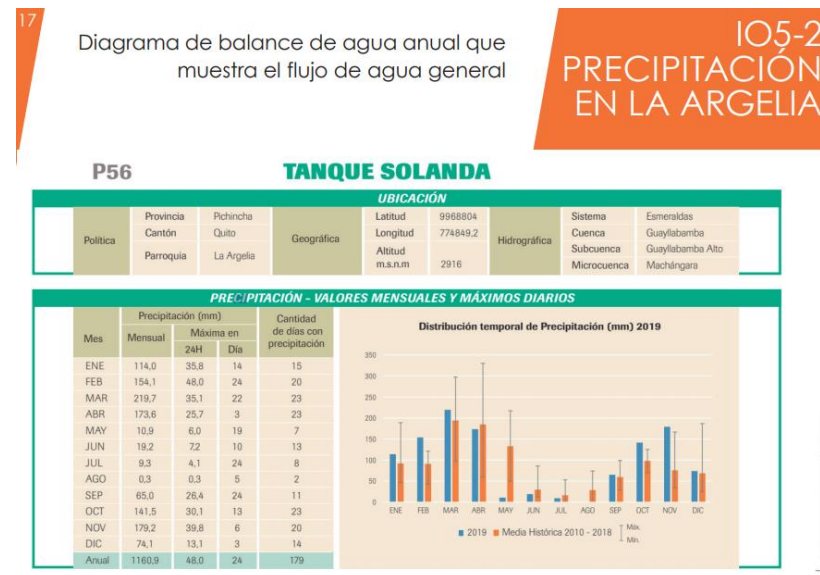 17
Diagrama de balance de agua anual que
muestra el flujo de agua general
IO5-2
PRECIPITACIÓN
EN LA ARGELIA
P56
TANQUE SOLANDA
UBICACIÓN
Política
Provincia Pichincha
Cantón Quito
Parroquia La Argelia
Geográfica
Latitud 9968804
Longitud 774849,2
Altitud
m.s.n.m 2916
Hidrográfica
Sistema Esmeraldas
Cuenca Guayllabamba
Subcuenca Guayllabamba Alto
Microcuenca Machángara
PRECIPITACIÓN - VALORES MENSUALES Y MÁXIMOS DIARIOS
Mes
Precipitación (mm)
Mensual
Máxima en
24H Día
Cantidad
de días con
precipitación
ENE 114,0 35,8 14 15
FEB 154,1 48,0 24 20
MAR 219,7 35,1 22 23
ABR 173,6 25,7 3 23
MAY 10,9 6,0 19 7
JUN 19,2 7,2 10 13
JUL 9,3 4,1 24 8
AGO 0,3 0,3 5 2
SEP 65,0 26,4 24 11
OCT 141,5 30,1 13 23
NOV 179,2 39,8 6 20
DIC 74,1 13,1 3 14
Anual 1160,9 48,0 24 179
Distribución temporal de Precipitación (mm) 2019
350
300
250
200
150
100
50
0
ENE FEB MAR ABR MAY JUN JUL AGO SEP OCT NOV DIC
2019 Media Histórica 2010 - 2018 Máx.
Mín.